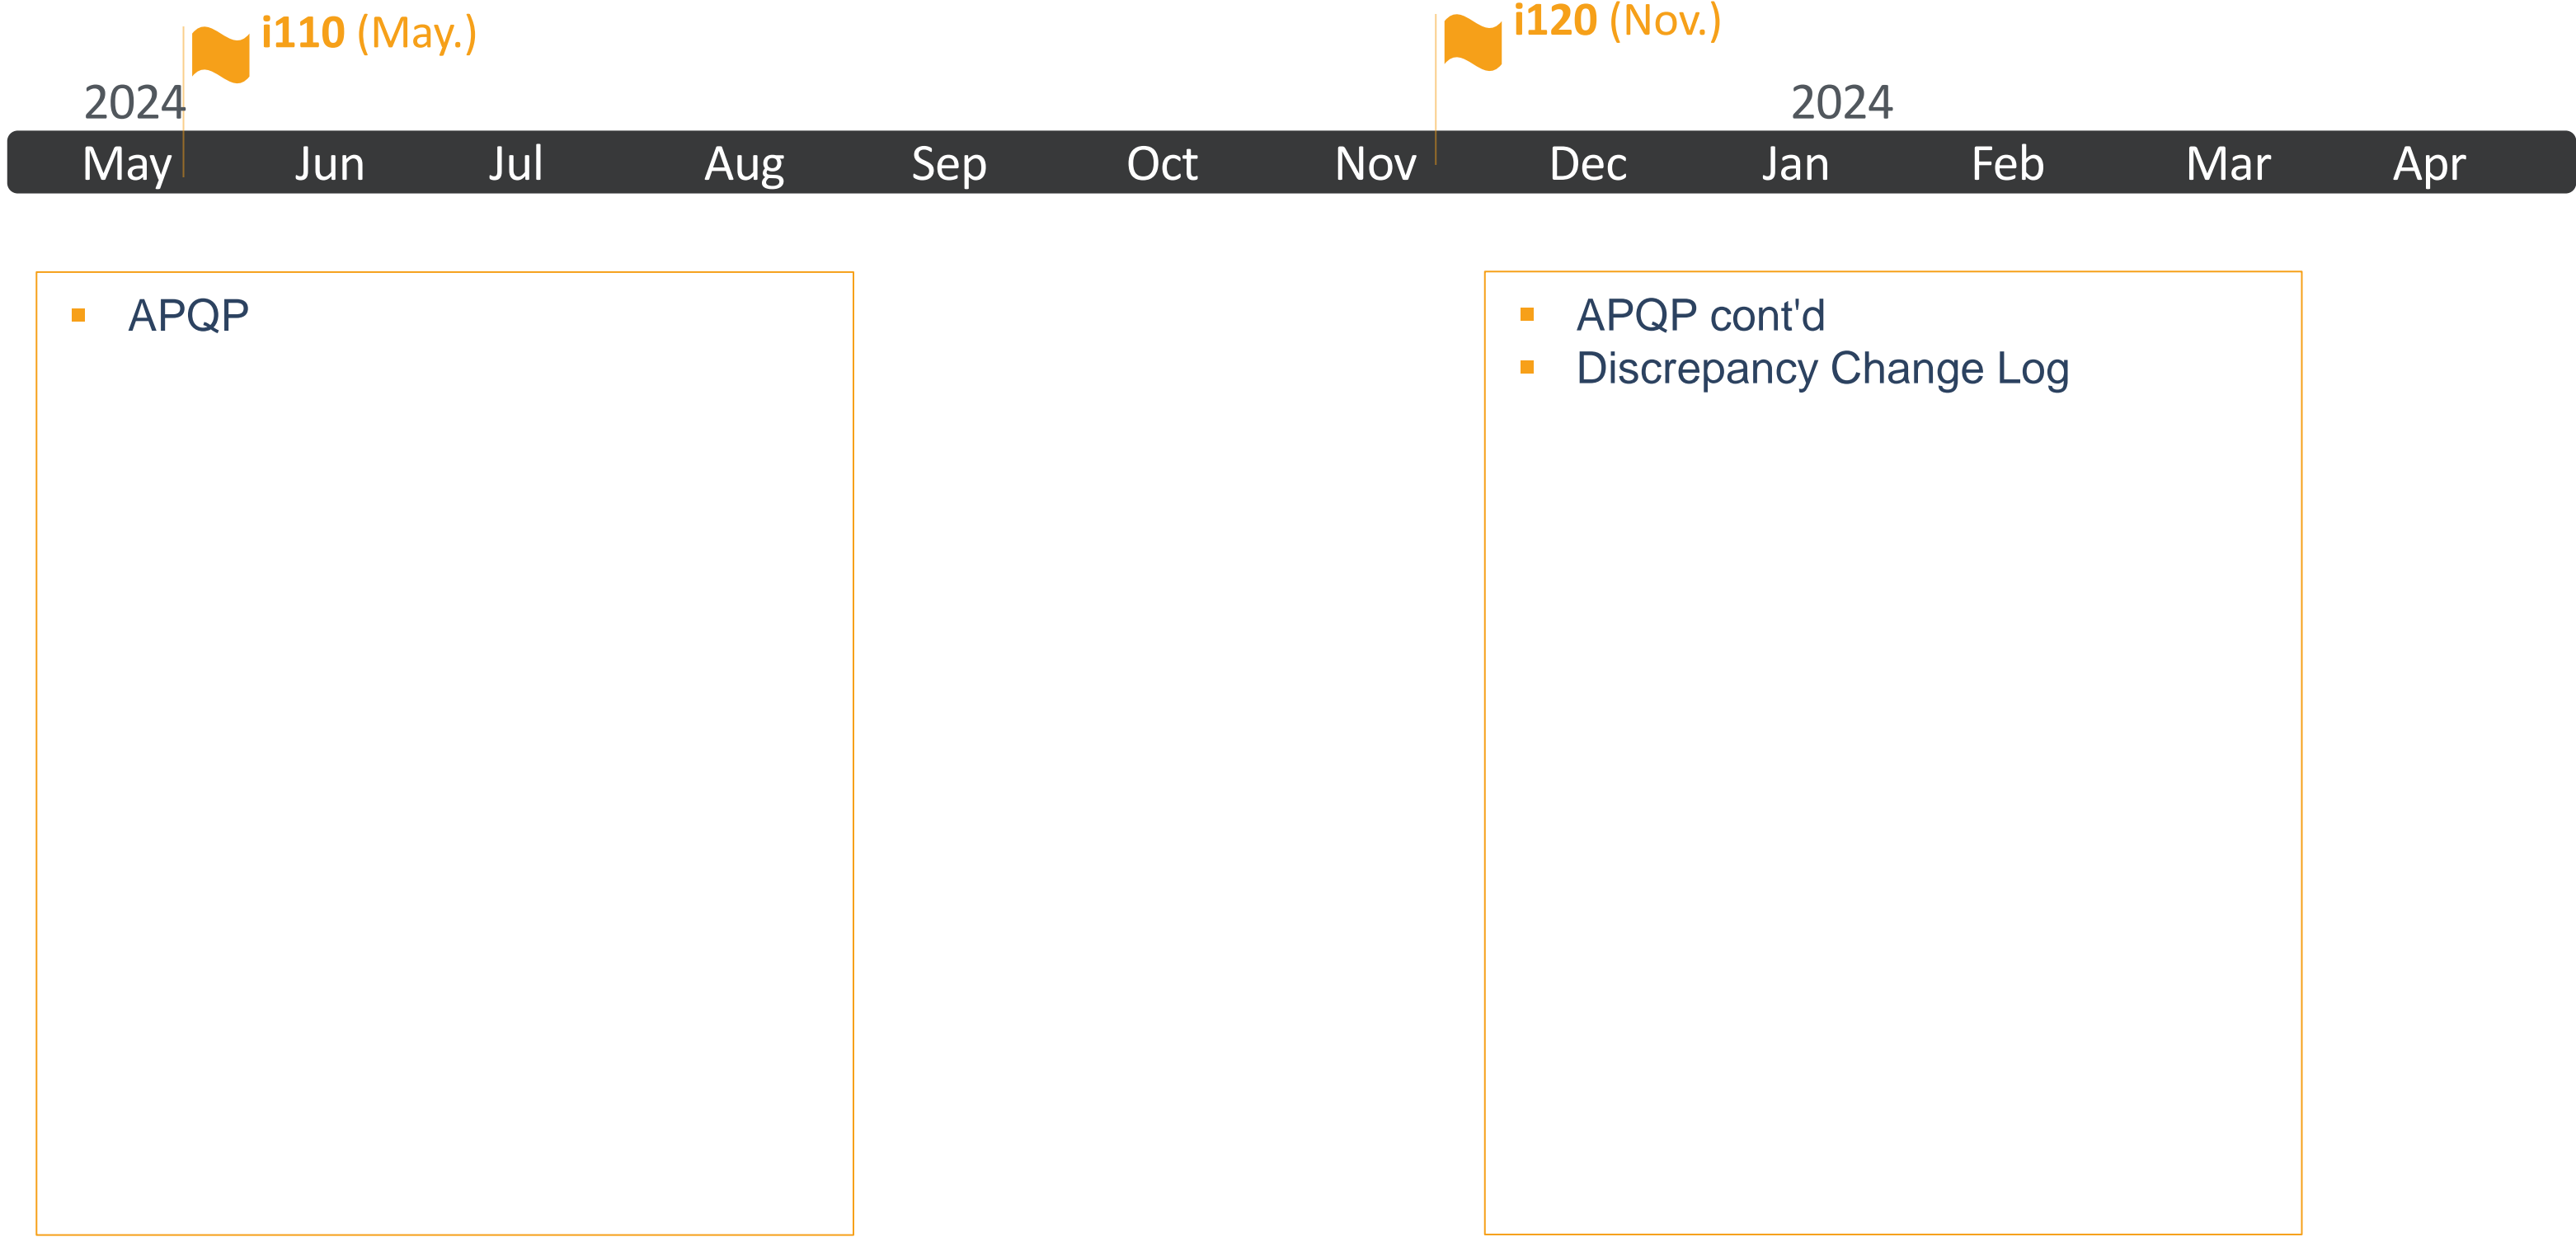 i110 (May.)
i120 (Nov.)
2024
2024
May Jun Jul Aug Sep Oct Nov Dec Jan Feb Mar Apr
APQP
APQP cont'd
Discrepancy Change Log